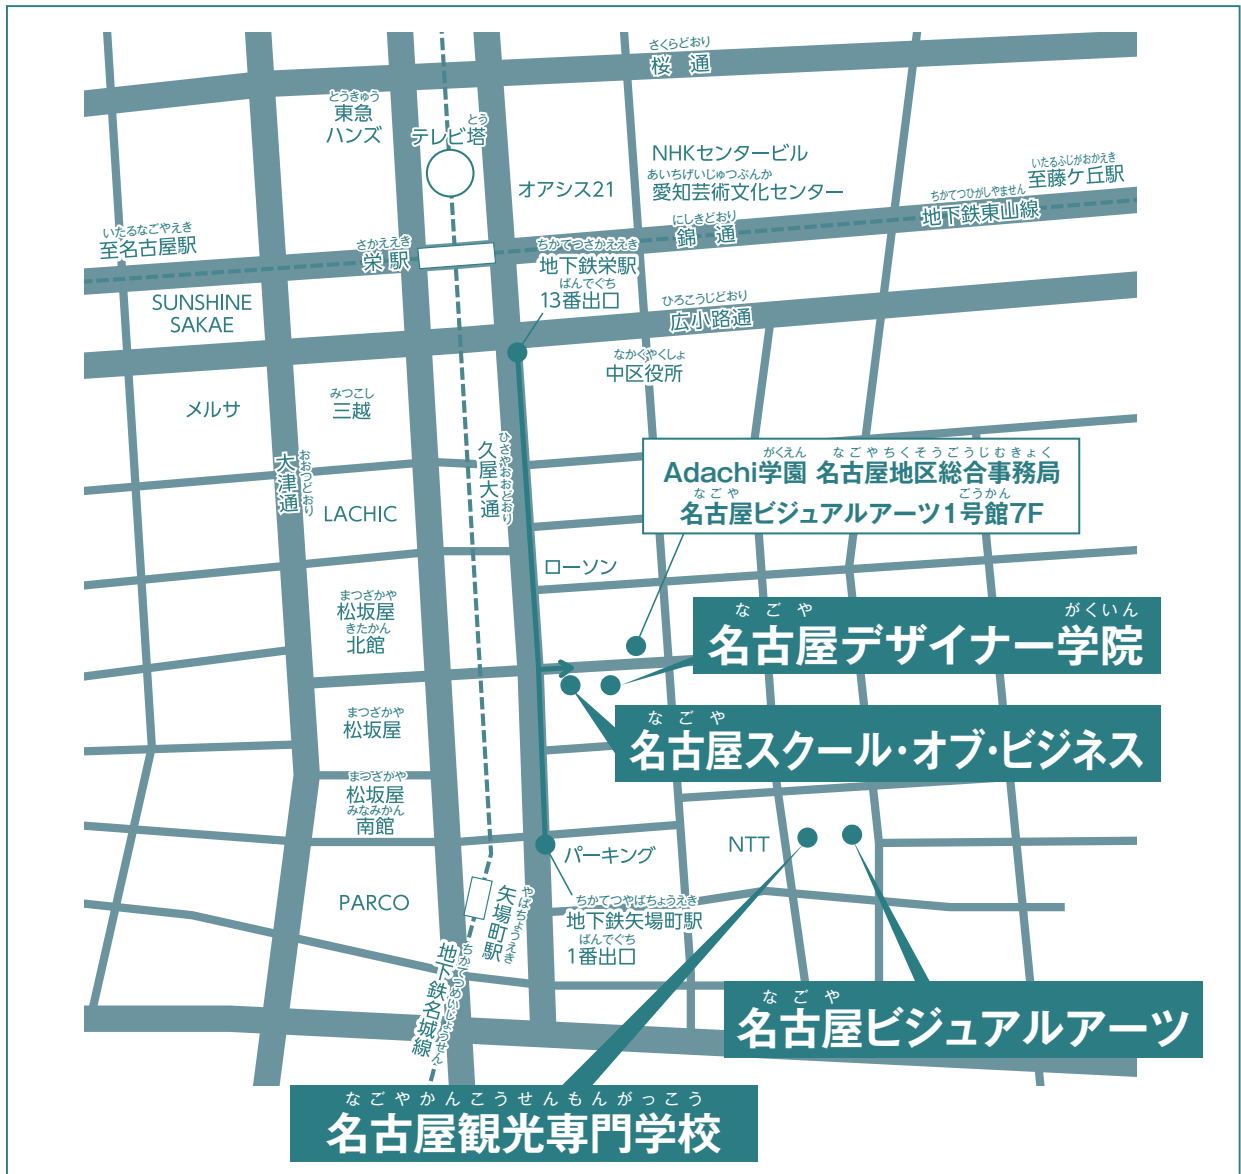 さくらどおり
桜 通
とうきゅう
東急
ハンズ
とう
テレビ塔
オアシス21
NHKセンタービル
あいちげいじゅつぶんか
愛知芸術文化センター
いたるふじがおかえき
至藤ケ丘駅
ちかてつひがしやません
地下鉄東山線
にしきどおり
錦 通
いたるなごやえき
至名古屋駅
さかええき
栄駅
ちかてつさかええき
地下鉄栄駅
ばんでぐち
13番出口
SUNSHINE
SAKAE
ひろこうじどおり
広小路通
なかくやくしょ
中区役所
メルサ
みつこし
三越
おおつどおり
大津通
ひさやおおどおり
久屋大通
LACHIC
がくえん なごやちくそうごうじむきょく
Adachi学園 名古屋地区総合事務局
なごや ごうかん
名古屋ビジュアルアーツ1号館7F
ローソン
まつざかや
松坂屋
きたかん
北館
なごや がくいん
名古屋デザイナー学院
まつざかや
松坂屋
なごや
名古屋スクール・オブ・ビジネス
まつざかや
松坂屋
みなみかん
南館
パーキング
NTT
PARCO
やばちょうえき
矢場町駅
ちかてつやばちょうえき
地下鉄矢場町駅
ばんでぐち
1番出口
ちかてつめいじょうせん
地下鉄名城線
なごや
名古屋ビジュアルアーツ
なごやかんこうせんもんがっこう
名古屋観光専門学校